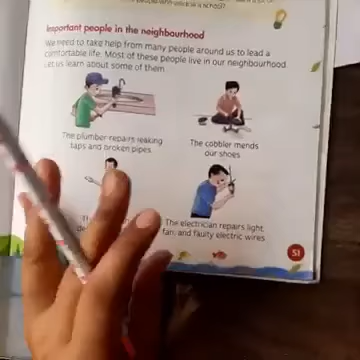 Important people in the neighbourhood
We need to take help from many people around us to lead a
comfortable life. Most of these people live in our neighbourhood.
Let us learn about some of them.
The plumber repairs leaking
taps and broken pipes.
The cobbler mends
our shoes
The electrician repairs light,
fan, and faulty electric wires
51